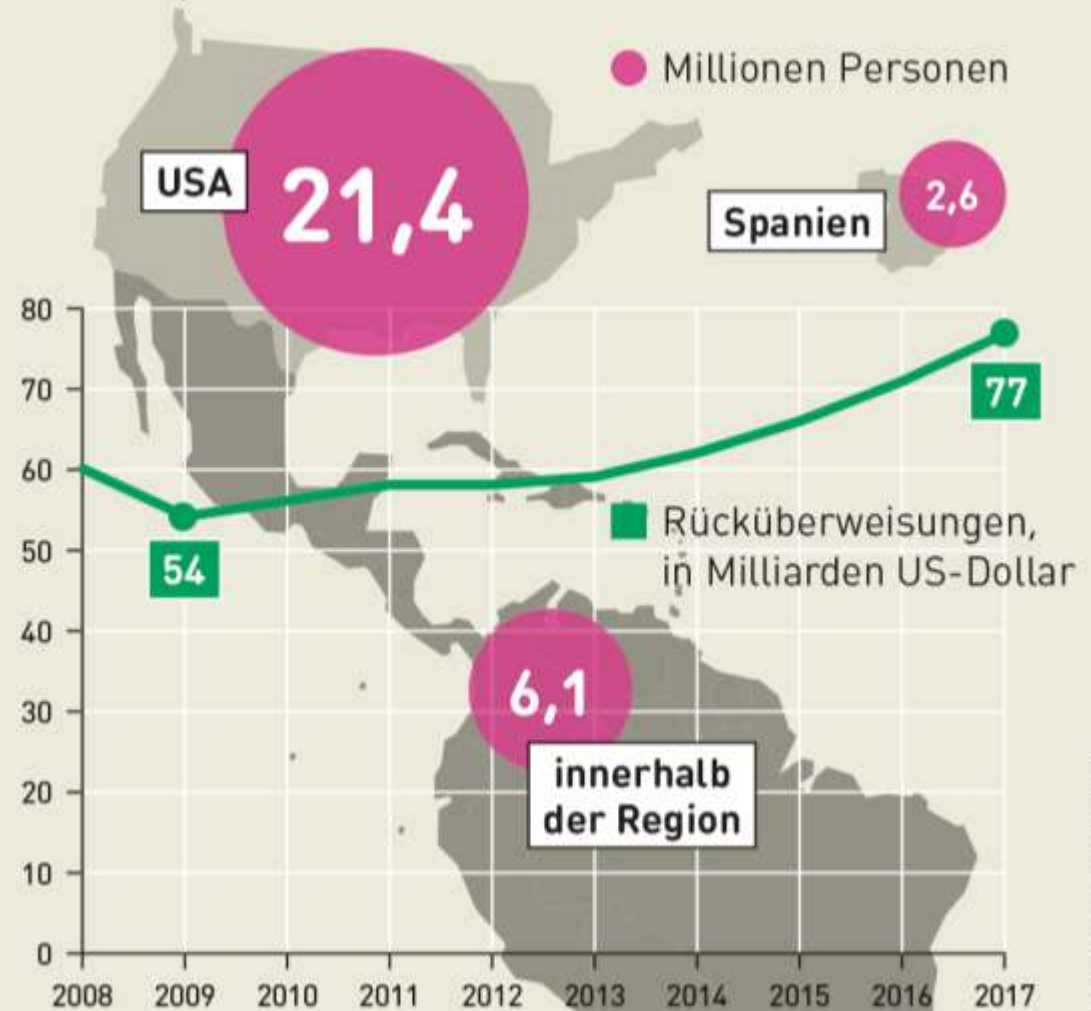 Millionen Personen
USA
21,4
Spanien
2,6
80
70
60
50
40
30
20
10
0
77
54
Rücküberweisungen,
in Milliarden US-Dollar
6,1
innerhalb
der Region
2008 2009 2010 2011 2012 2013 2014 2015 2016 2017